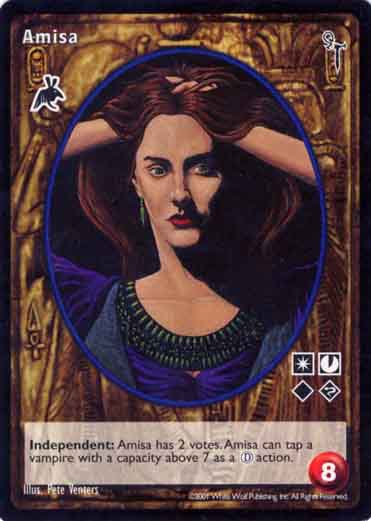 Amisa
Independent: Amisa has 2 votes. Amisa can tap a
vampire with a capacity above 7 as a Ⓓ action.
8
Illus. Pete Venters
©2001 White Wolf Publishing, Inc. All Rights Reserved.